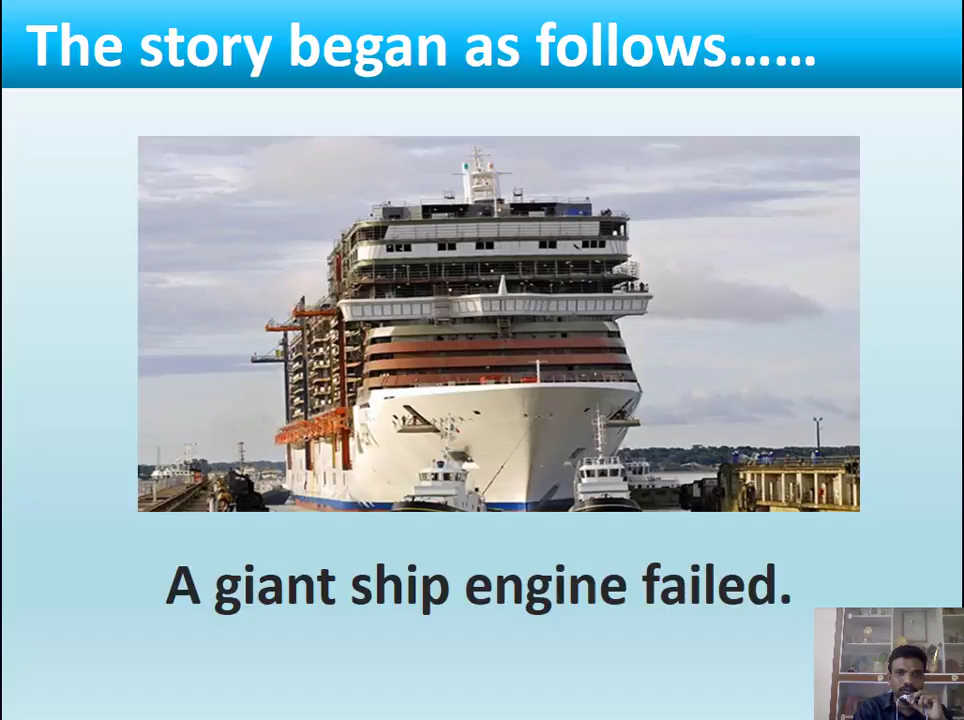 The story began as follows……
A giant ship engine failed.